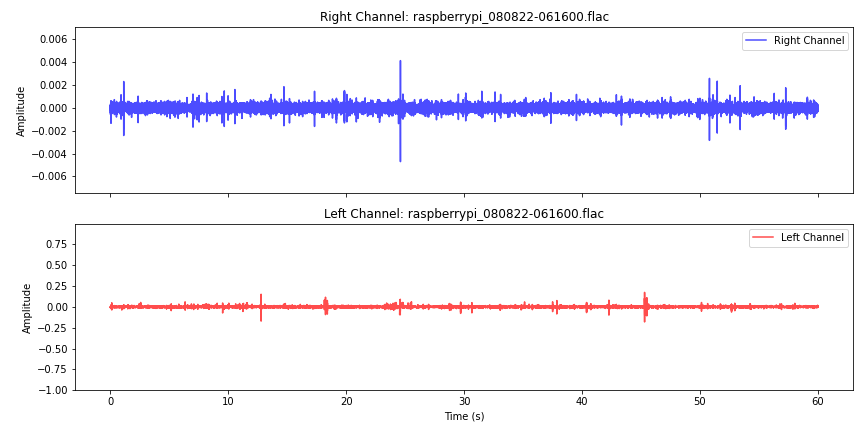 Right Channel: raspberrypi_080822-061600.flac
0.006
0.004
0.002
0.000
−0.002
−0.004
−0.006
Amplitude
Right Channel
Left Channel: raspberrypi_080822-061600.flac
0.75
0.50
0.25
0.00
−0.25
−0.50
−0.75
−1.00
Amplitude
Left Channel
0 10 20 30 40 50 60
Time (s)